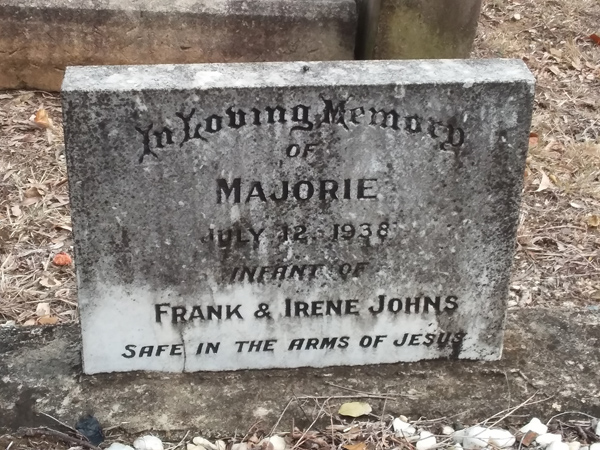 In Loving Memory
OF
MAJORIE
JULY 12. 1938
INFANT OF
FRANK & IRENE JOHNS
SAFE IN THE ARMS OF JESUS